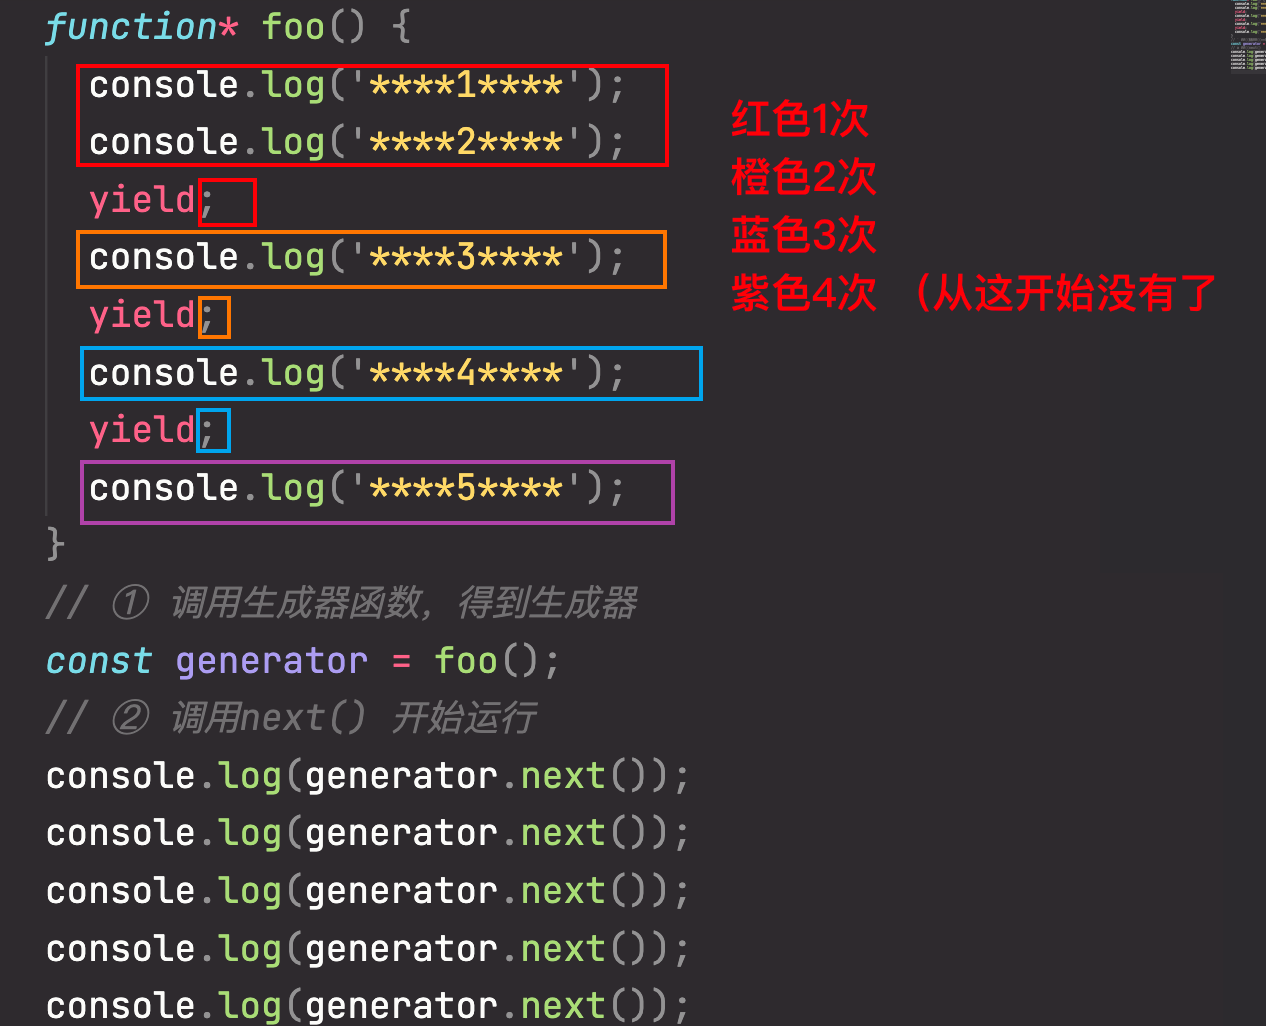 function* foo() {
console.log('****1****');
红色1次
console.log('****2****');
橙色2次
yield;
蓝色3次
console.log('****3****');
紫色4次 （从这开始没有了
yield;
console.log('****4****');
yield;
console.log('****5****');
}
// ① 调用生成器函数，得到生成器
const generator = foo();
// ② 调用next() 开始运行
console.log(generator.next());
console.log(generator.next());
console.log(generator.next());
console.log(generator.next());
console.log(generator.next());